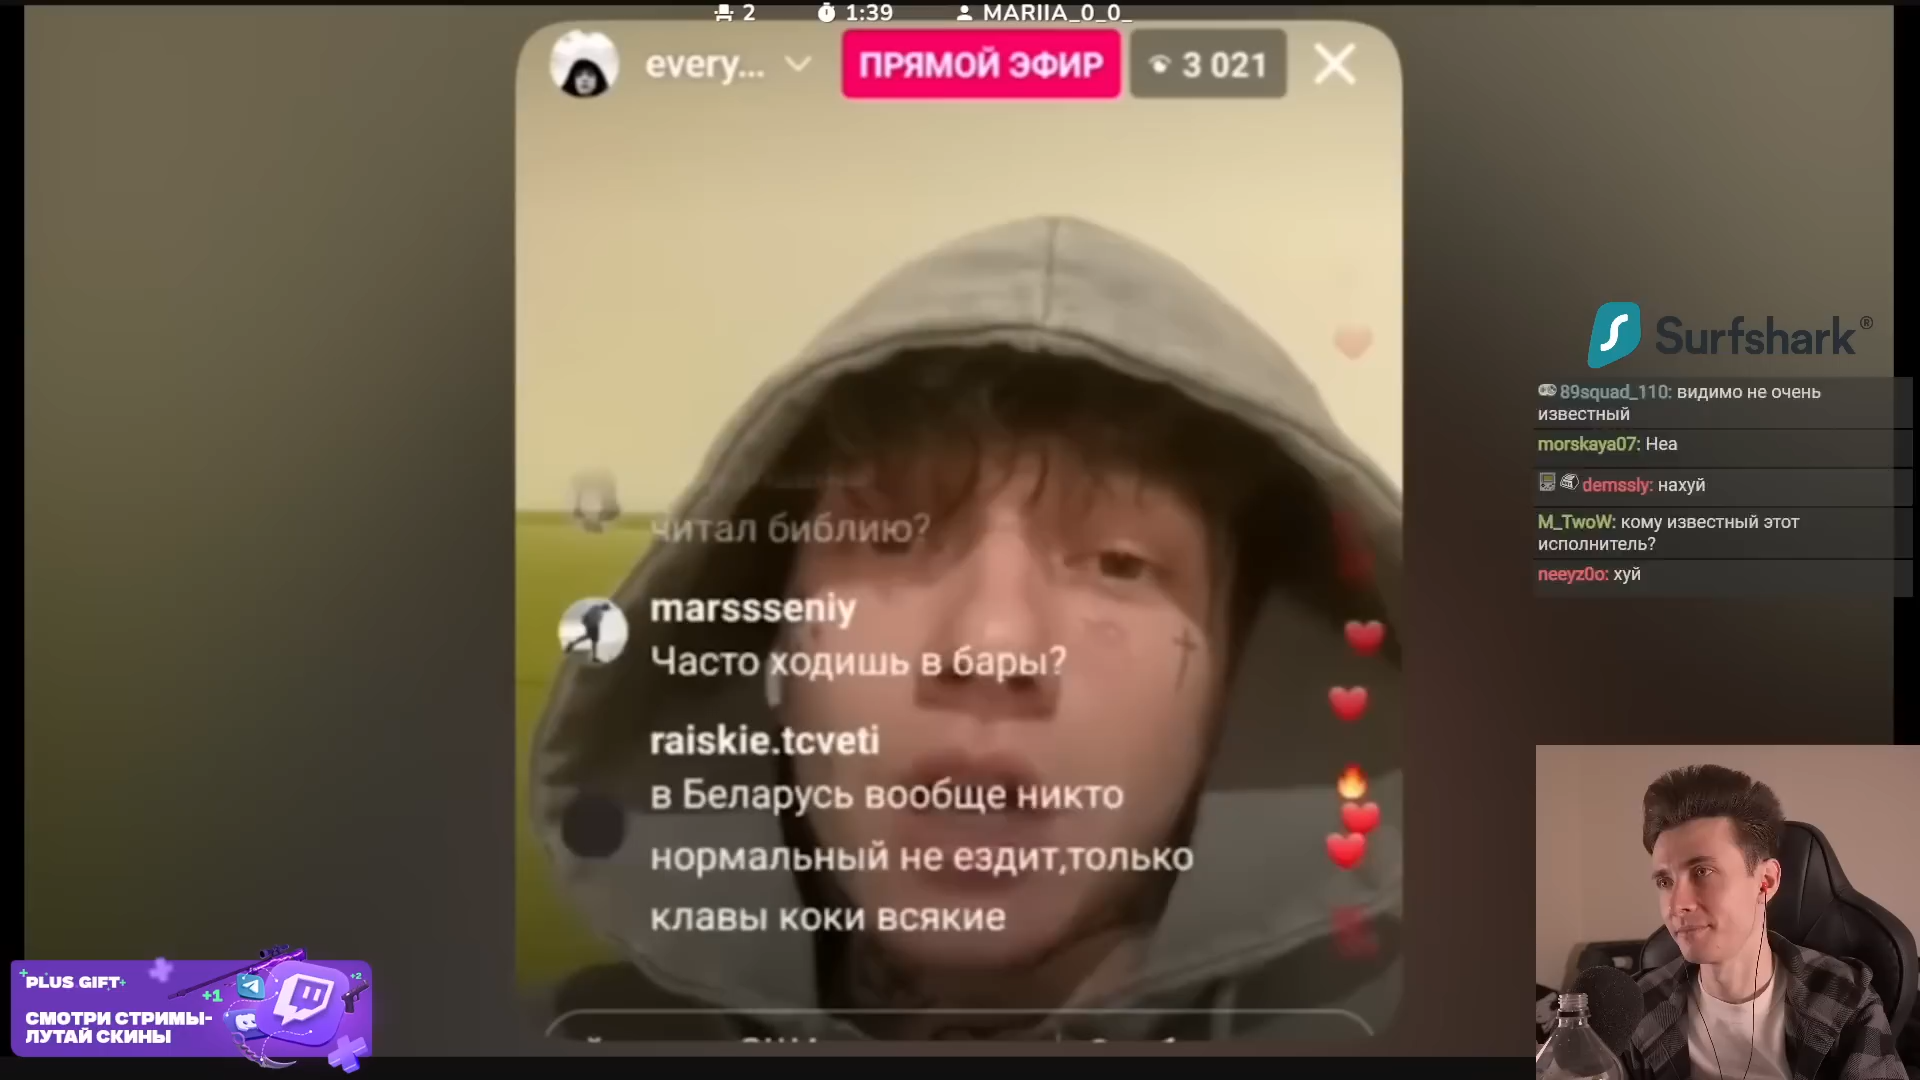 2 1:39 MARIIA_0_0_
every... ПРЯМОЙ ЭФИР 3 021
читал библию?
marssseniy
Часто ходишь в бары?
raiskie.tcveti
в Беларусь вообще никто
нормальный не ездит,только
клавы коки всякие
Surfshark®
89squad_110: видимо не очень
известный
morskaya07: Неа
demssly: нахуй
M_TwoW: кому известный этот
исполнитель?
neeyz0o: хуй
PLUS GIFT+
+1
+2
СМОТРИ СТРИМЫ-
ЛУТАЙ СКИНЫ